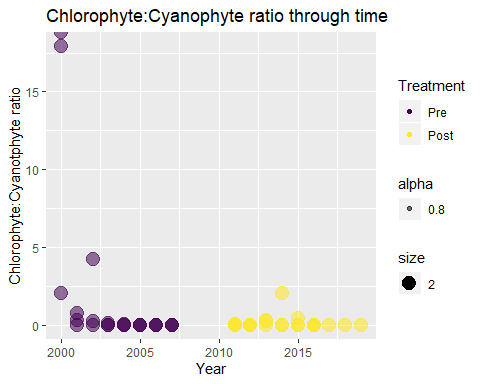 Chlorophyte:Cyanophyte ratio through time
Chlorophyte:Cyanotphyte ratio
15
10
5
0
2000
2005
2010
2015
Year
Treatment
Pre
Post
alpha
0.8
size
2